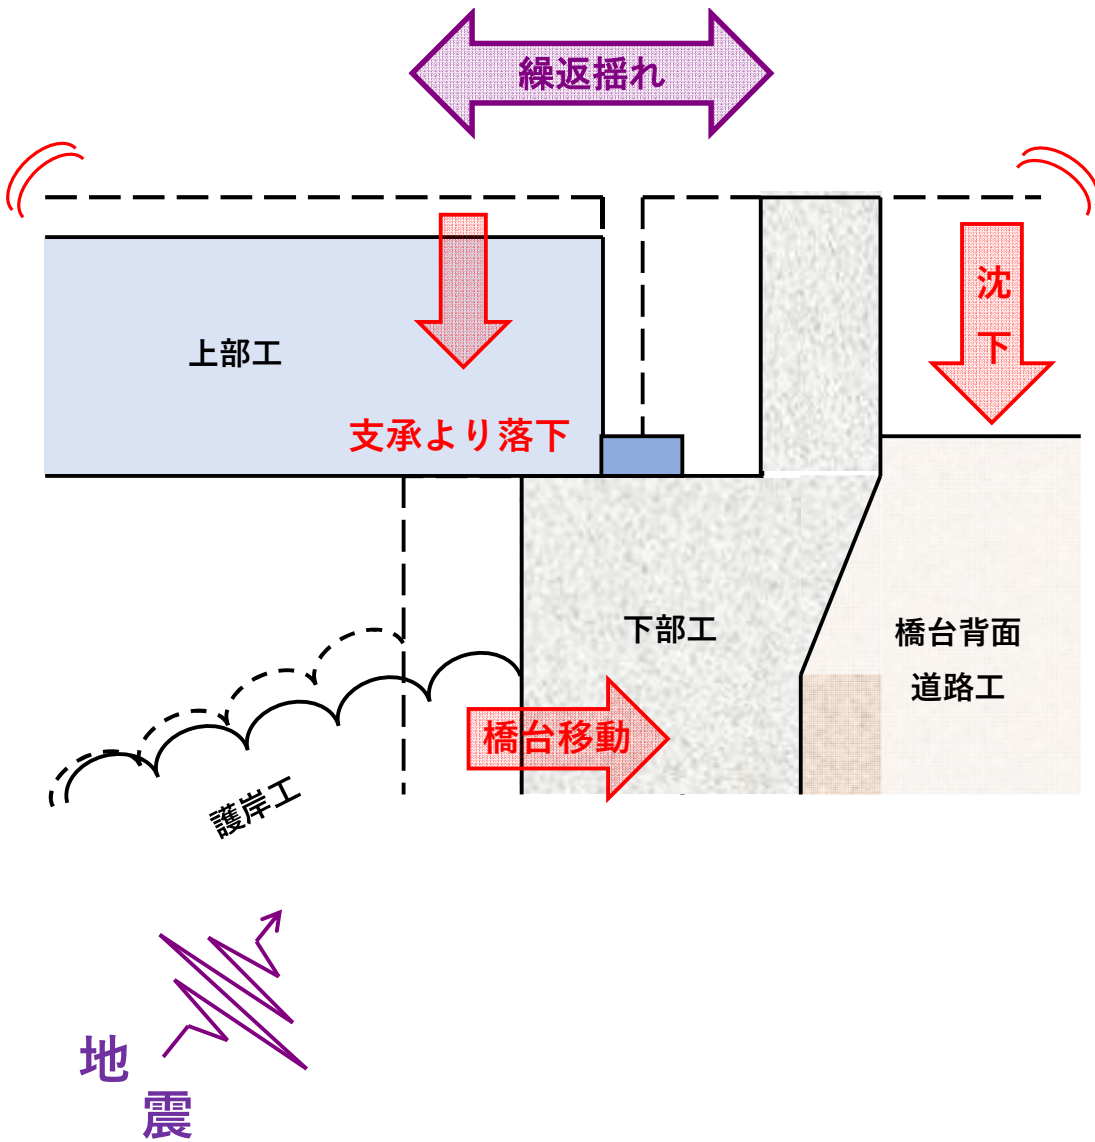 繰返揺れ
沈
下
上部工
支承より落下
下部工
橋台背面
道路工
橋台移動
護岸工
地
震